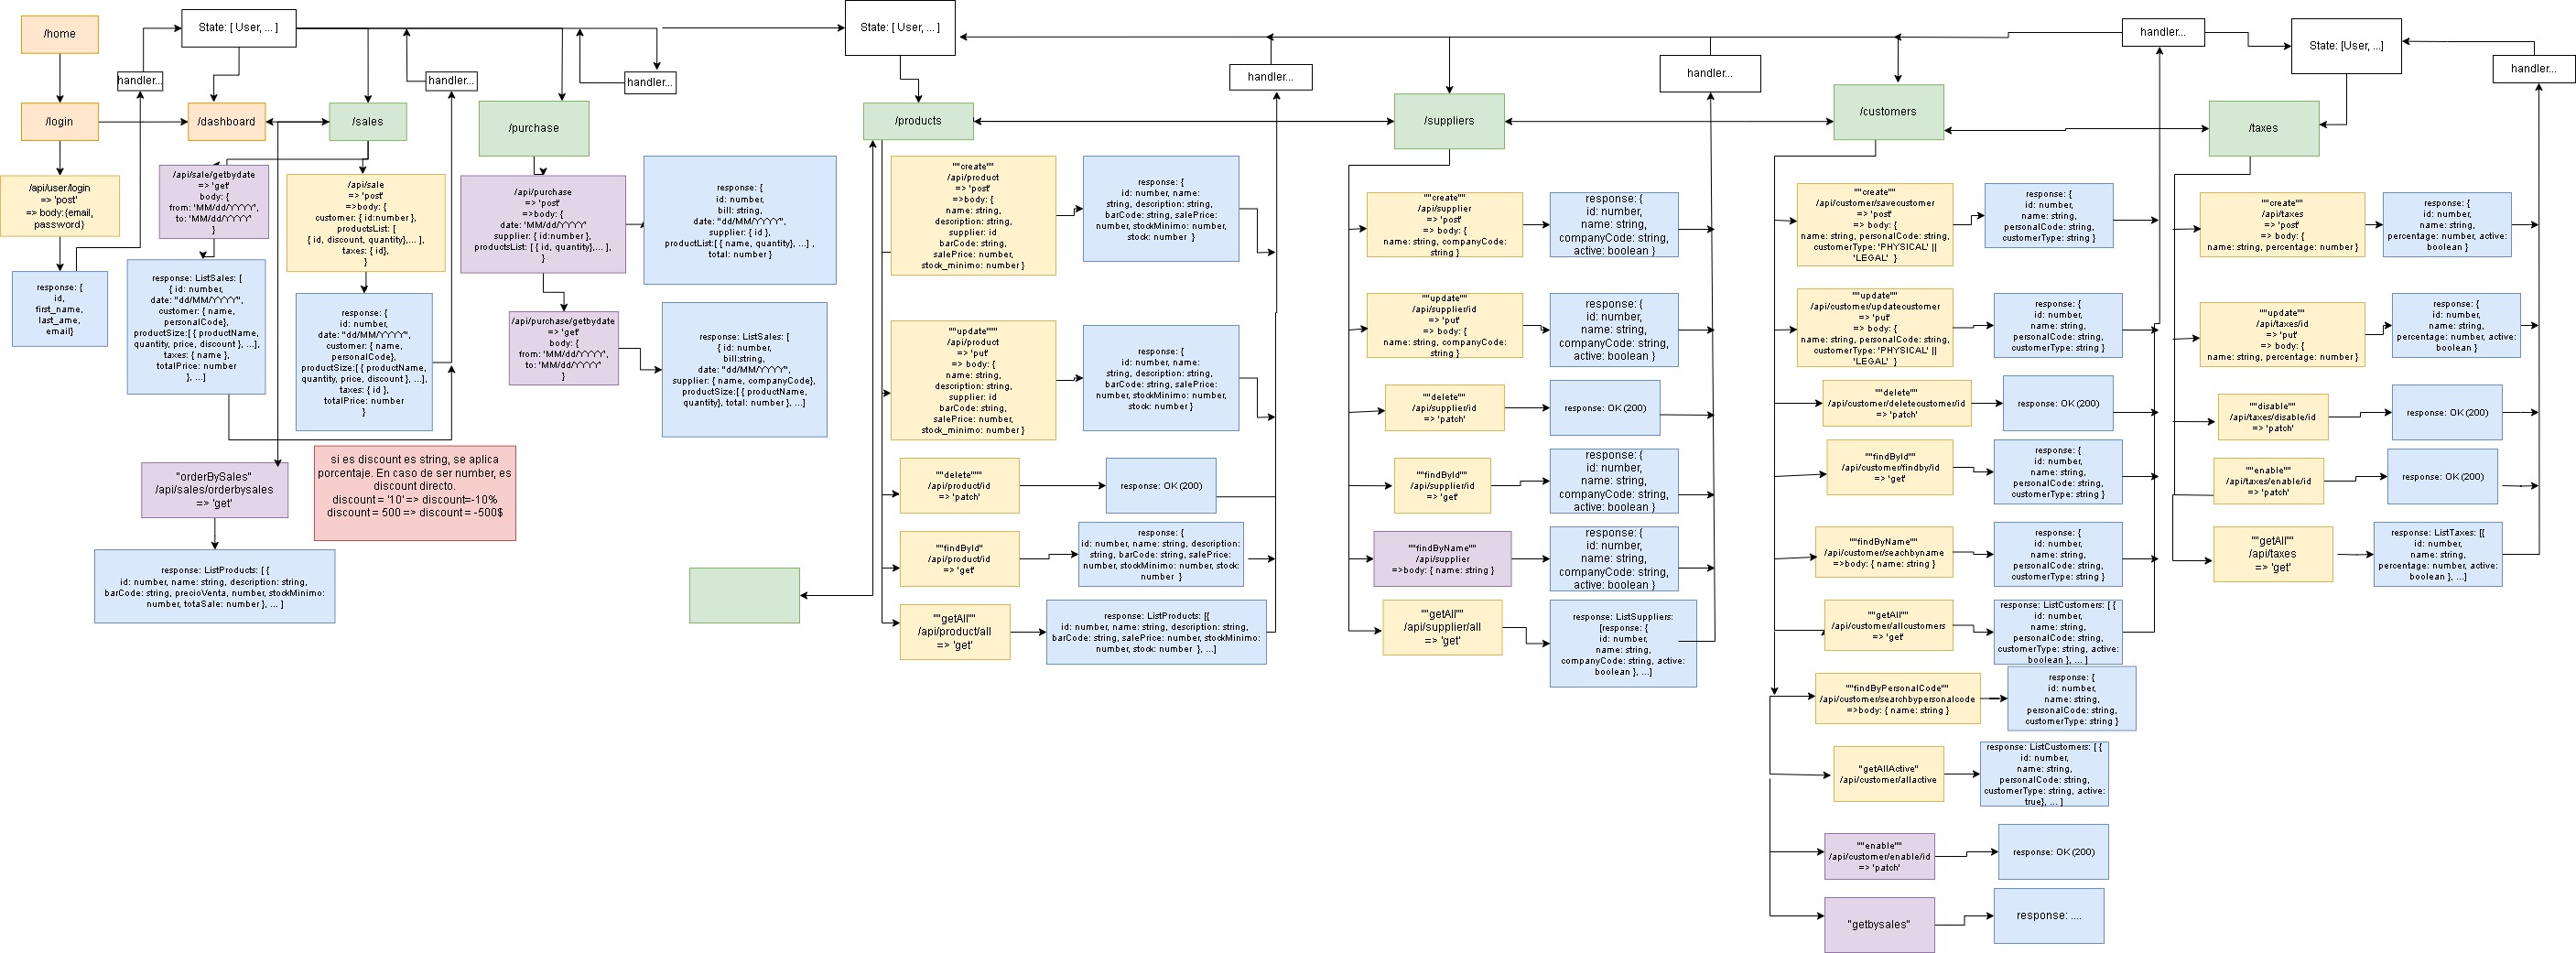 /home
State: [ User, ... ]
handler...
handler...
handler...
/login
/dashboard
/sales
/purchase
/api/user/login
=> 'post'
=> body:{email,
password}
response: {
id,
first_name,
last_ame,
email}
/api/sale/getbydate
=> 'get'
body: {
from: 'MM/dd/YYYY',
to: 'MM/dd/YYYY'
}
response: ListSales: [
{ id: number,
date: "dd/MM/YYYY",
customer: { name,
personalCode},
productSize:[ { productName,
quantity, price, discount }, ...],
taxes: { name },
totalPrice: number
}, ...]
/api/sale
=> 'post'
=>body: {
customer: { id:number },
productsList: [
{ id, discount, quantity},... ],
taxes: { id},
}
response: {
id: number,
date: "dd/MM/YYYY",
customer: { name,
personalCode},
productSize:[ { productName,
quantity, price, discount }, ...],
taxes: { id },
totalPrice: number
}
"orderBySales"
/api/sales/orderbysales
=> 'get'
response: ListProducts: [ {
id: number, name: string, description: string,
barCode: string, precioVenta, number, stockMinimo:
number, totaSale: number }, ... ]
si es discount es string, se aplica
porcentaje. En caso de ser number, es
discount directo.
discount = '10' => discount=-10%
discount = 500 => discount = -500$
/api/purchase
=> 'post'
=>body: {
date: 'MM/dd/YYYY'
supplier: { id:number },
productsList: [ { id, quantity},... ],
}
response: {
id: number,
bill: string,
date: "dd/MM/YYYY",
supplier: { id },
productList:[ { name, quantity}, ...] ,
total: number }
/api/purchase/getbydate
=> 'get'
body: {
from: 'MM/dd/YYYY',
to: 'MM/dd/YYYY'
}
response: ListSales: [
{ id: number,
bill:string,
date: "dd/MM/YYYY",
supplier: { name, companyCode},
productSize:[ { productName,
quantity}, total: number }, ...]
State: [ User, ... ]
handler...
/products
""create""
/api/product
=> 'post'
=>body: {
name: string,
description: string,
supplier: id
barCode: string,
salePrice: number,
stock_minimo: number }
response: {
id: number, name:
string, description: string,
barCode: string, salePrice:
number, stockMinimo: number,
stock: number  }
""update"""
/api/product
=> 'put'
=> body: {
name: string,
description: string,
supplier: id
barCode: string,
salePrice: number,
stock_minimo: number }
response: {
id: number, name:
string, description: string,
barCode: string, salePrice:
number, stockMinimo: number,
stock: number }
""delete"""
/api/product/id
=> 'patch'
response: OK (200)
""findById""
/api/product/id
=> 'get'
response: {
id: number, name: string, description:
string, barCode: string, salePrice:
number, stockMinimo: number, stock:
number  }
""getAll""
/api/product/all
=> 'get'
response: ListProducts: [{
id: number, name: string, description: string,
barCode: string, salePrice: number, stockMinimo:
number, stock: number  }, ...]
handler...
/suppliers
""create""
/api/supplier
=> 'post'
=> body: {
name: string, companyCode:
string }
response: {
id: number,
name: string,
companyCode: string,
active: boolean }
""update""
/api/supplier/id
=> 'put'
=> body: {
name: string, companyCode:
string }
response: {
id: number,
name: string,
companyCode: string,
active: boolean }
""delete""
/api/supplier/id
=> 'patch'
response: OK (200)
""findById""
/api/supplier/id
=> 'get'
response: {
id: number,
name: string,
companyCode: string,
active: boolean }
""findByName""
/api/supplier
=>body: { name: string }
response: {
id: number,
name: string,
companyCode: string,
active: boolean }
""getAll""
/api/supplier/all
=> 'get'
response: ListSuppliers:
[response: {
id: number,
name: string,
companyCode: string, active:
boolean }, ...]
handler...
/customers
""create""
/api/customer/savecustomer
=> 'post'
=> body: {
name: string, personalCode: string,
customerType: 'PHYSICAL' ||
'LEGAL'  }
response: {
id: number,
name: string,
personalCode: string,
customerType: string }
""update""
/api/customer/updatecustomer
=> 'put'
=> body: {
name: string, personalCode: string,
customerType: 'PHYSICAL' ||
'LEGAL'  }
response: {
id: number,
name: string,
personalCode: string,
customerType: string }
""delete""
/api/customer/deletecustomer/id
=> 'patch'
response: OK (200)
""findById""
/api/customer/findby/id
=> 'get'
response: {
id: number,
name: string,
personalCode: string,
customerType: string }
""findByName""
/api/customer/seachbyname
=>body: { name: string }
response: {
id: number,
name: string,
personalCode: string,
customerType: string }
""getAll""
/api/customer/allcustomers
=> 'get'
response: ListCustomers: [ {
id: number,
name: string,
personalCode: string,
customerType: string, active:
boolean }, ... ]
""findByPersonalCode""
/api/customer/searchbypersonalcode
=>body: { name: string }
response: {
id: number,
name: string,
personalCode: string,
customerType: string }
"getAllActive"
/api/customer/allactive
response: ListCustomers: [ {
id: number,
name: string,
personalCode: string,
customerType: string, active:
true}, ... ]
""enable""
/api/customer/enable/id
=> 'patch'
response: OK (200)
"getbysales"
response: ....
State: [User, ...]
handler...
/taxes
""create""
/api/taxes
=> 'post'
=> body: {
name: string, percentage: number }
response: {
id: number,
name: string,
percentage: number, active:
boolean }
""update""
/api/taxes/id
=> 'put'
=> body: {
name: string, percentage: number }
response: {
id: number,
name: string,
percentage: number, active:
boolean }
""disable""
/api/taxes/disable/id
=> 'patch'
response: OK (200)
""enable""
/api/taxes/enable/id
=> 'patch'
response: OK (200)
""getAll""
/api/taxes
=> 'get'
response: ListTaxes: [{
id: number,
name: string,
percentage: number, active:
boolean }, ...]